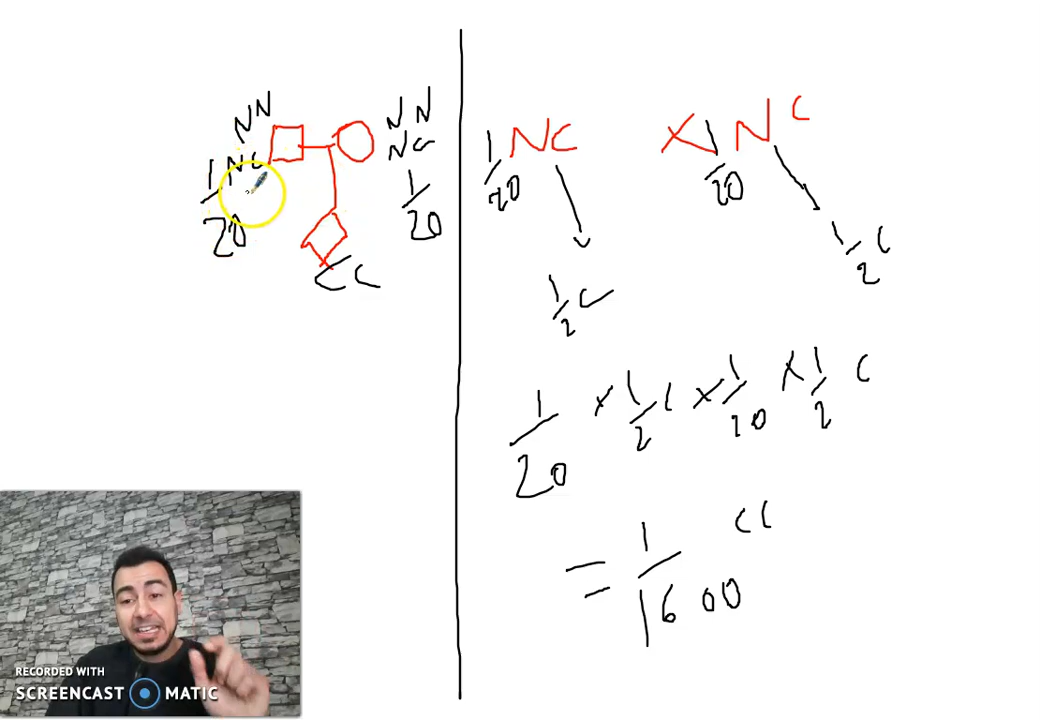 NN
NC
1/20
NN
NC
1/20
CC
1/20 NC X 1/20 NC
1/2 C
1/2 C
1/20 x 1/2 C x 1/20 x 1/2 C
= 1/1600 CC
RECORDED WITH
SCREENCAST MATIC